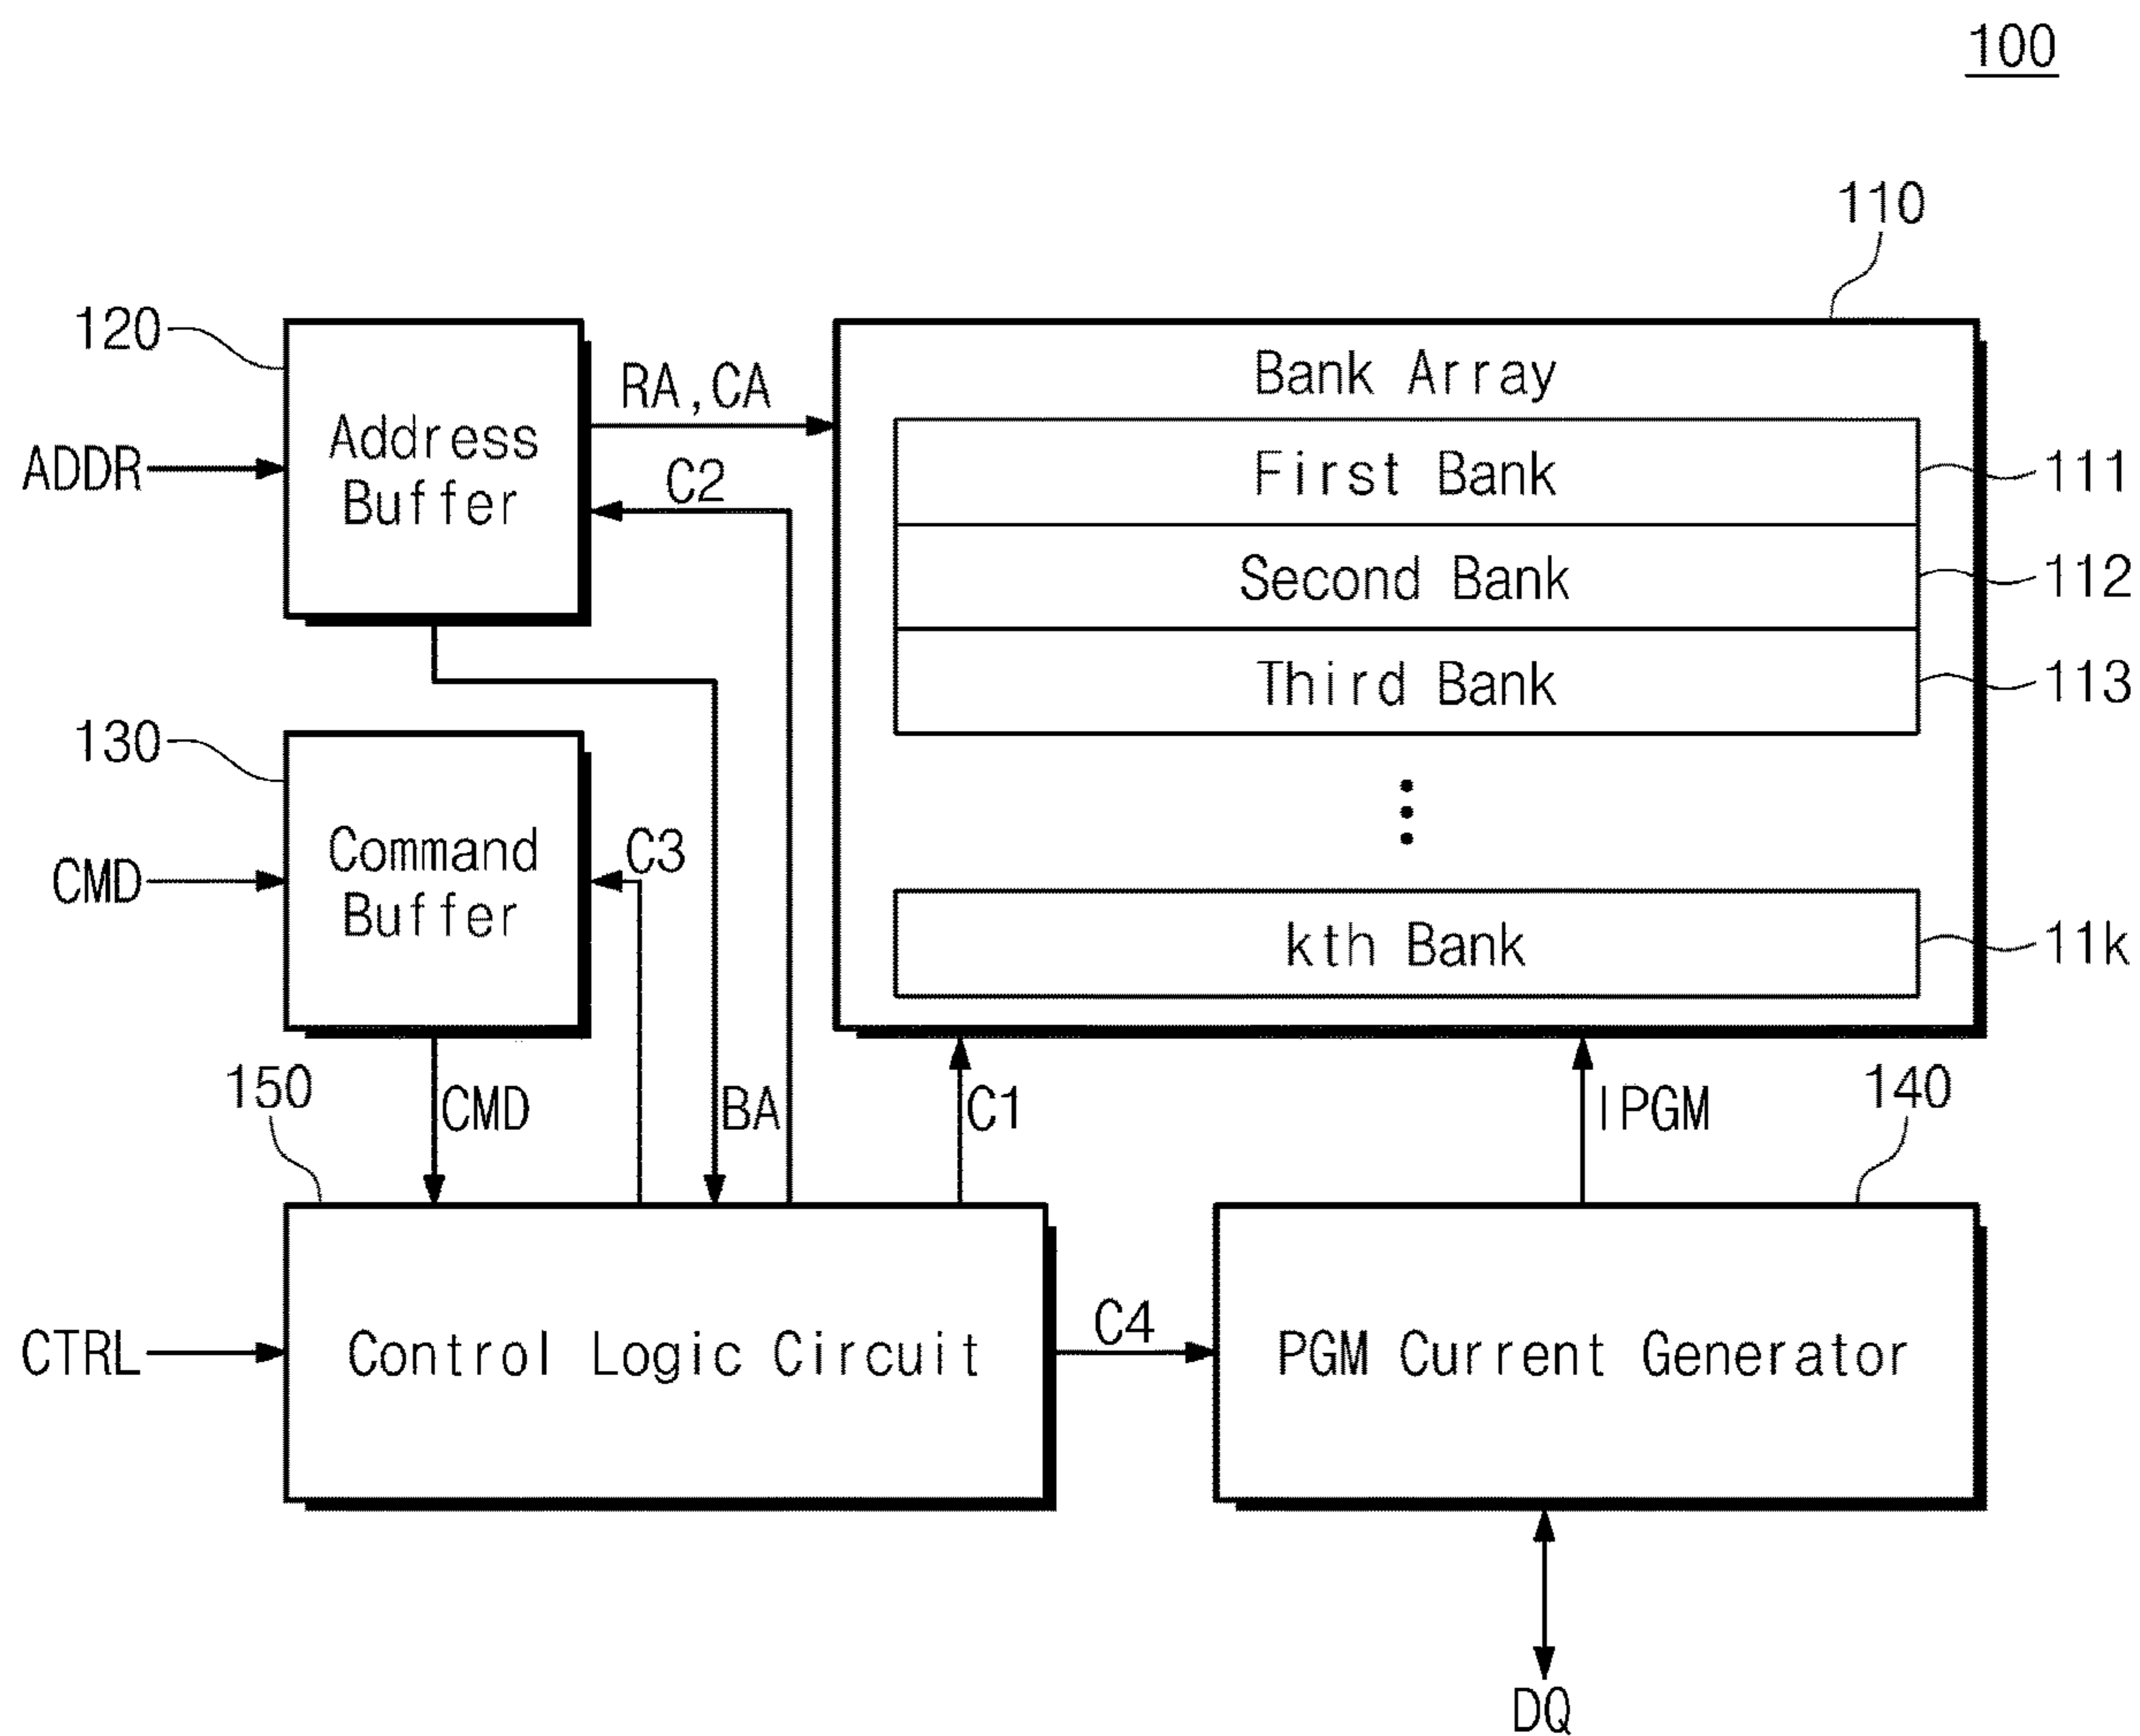 100
110
120
Address
Buffer
ADDR
RA,CA
C2
Bank Array
First Bank
111
Second Bank
112
Third Bank
113
kth Bank
11k
130
Command
Buffer
CMD
C3
150
CMD
BA
C1
IPGM
140
CTRL
Control Logic Circuit
C4
PGM Current Generator
DQ